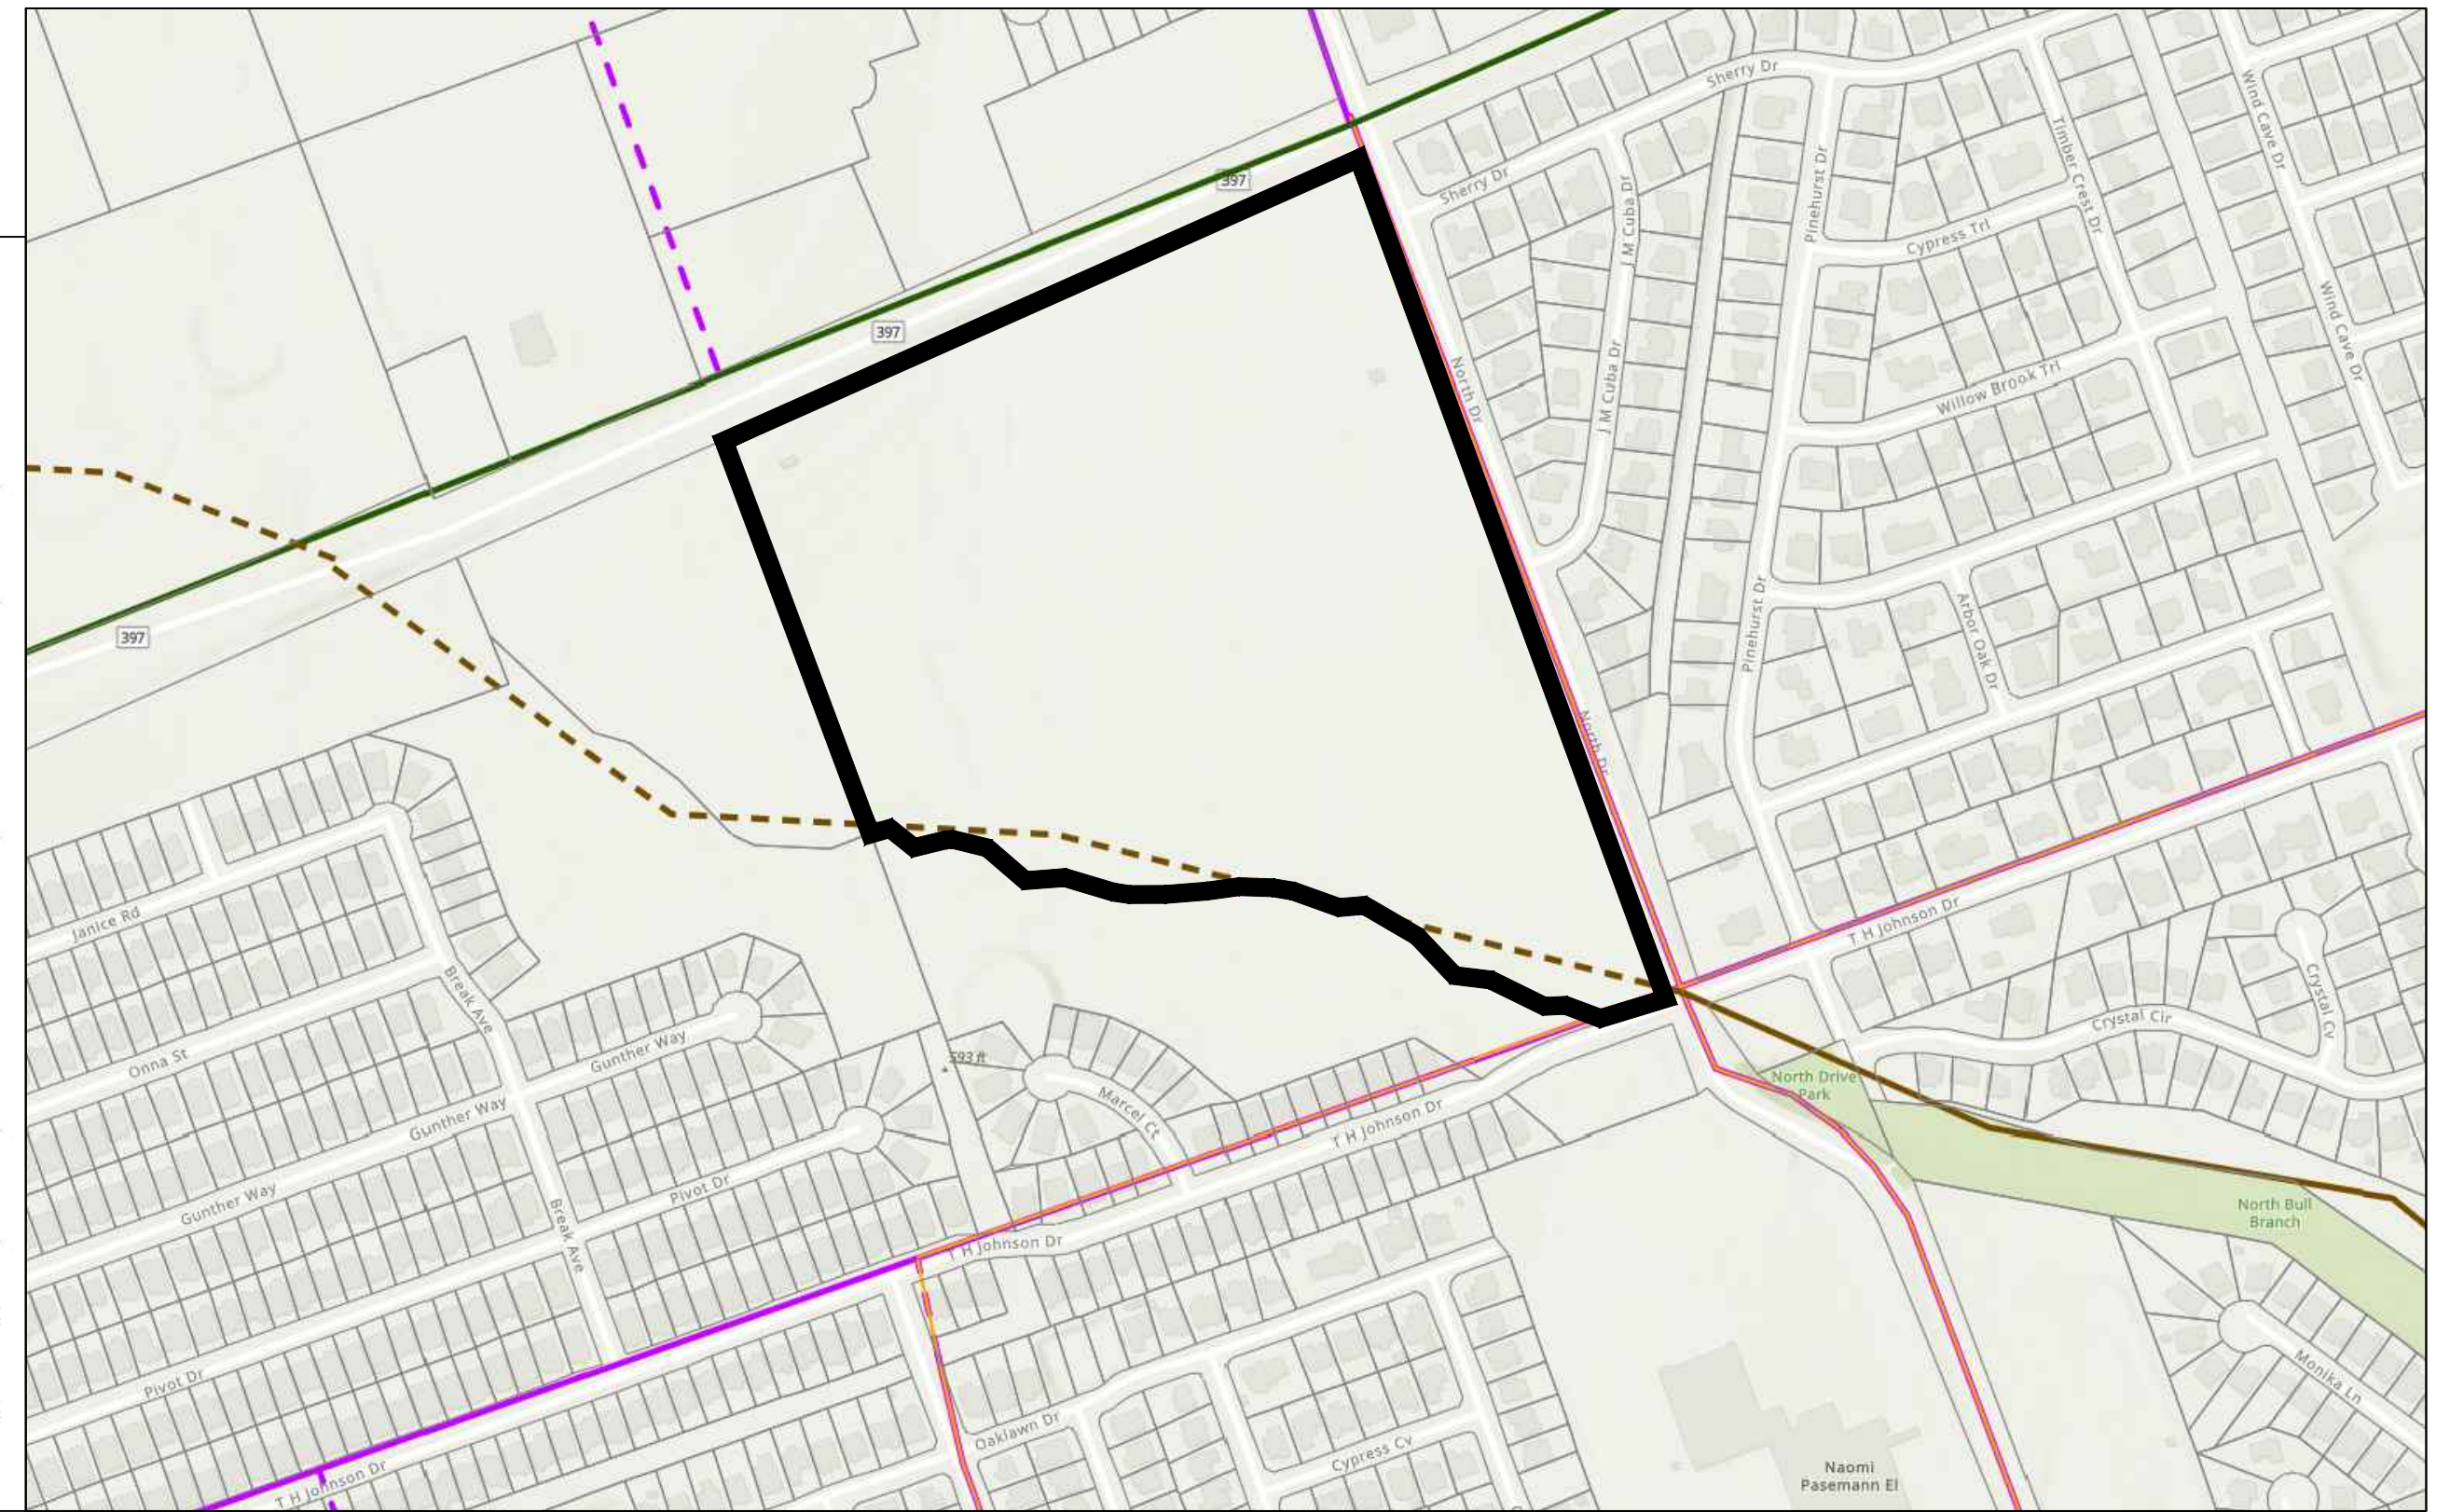 Sherry Dr
Wind Cave Dr
Timber Crest Dr
397
Sherry Dr
J M Cuba Dr
Pinehurst Dr
Cypress Trl
Wind Cave Dr
397
North Dr
J M Cuba Dr
Willow Brook Trl
397
Pinehurst Dr
Arbor Oak Dr
North Dr
Janice Rd
T H Johnson Dr
Break Ave
Crystal Cv
Crystal Cir
Onna St
Gunther Way
593 ft
Marcel Ct
North Drive
Park
Gunther Way
T H Johnson Dr
Gunther Way
Pivot Dr
North Bull
Branch
Break Ave
T H Johnson Dr
Pivot Dr
Monika Ln
Oaklawn Dr
Cypress Cv
T H Johnson Dr
Naomi
Pasemann El